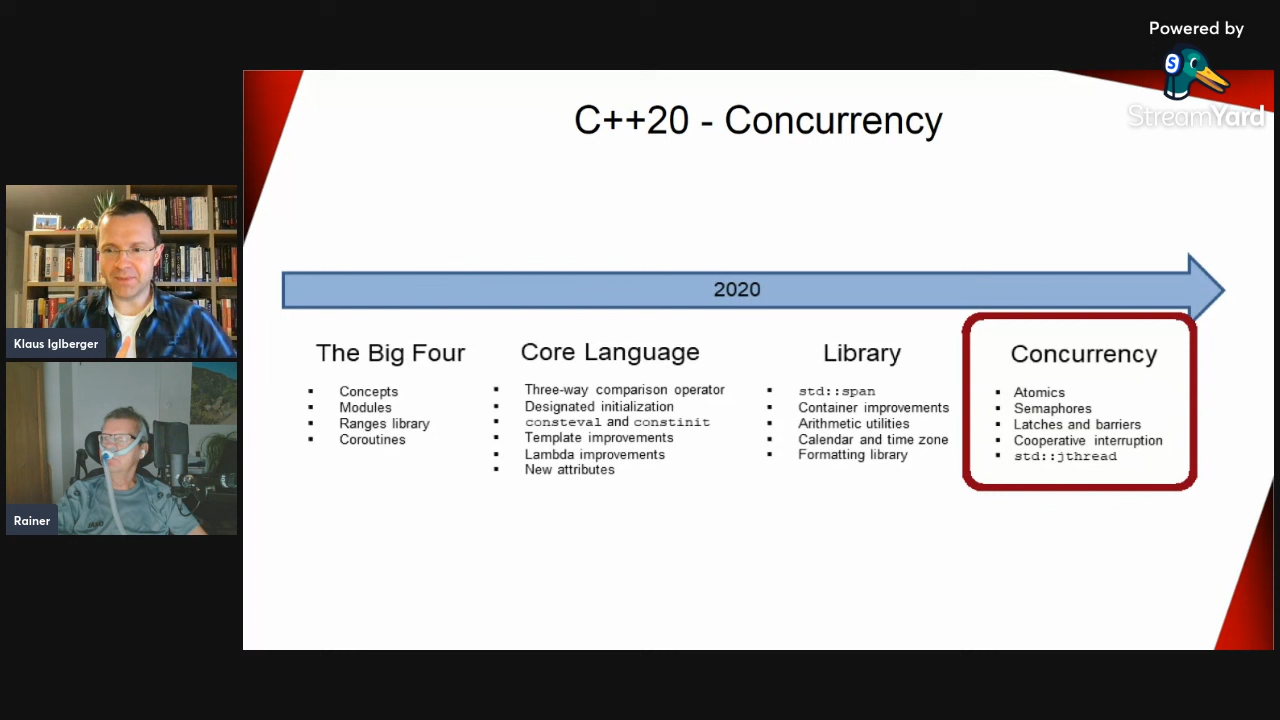 Powered by
StreamYard
C++20 - Concurrency
2020
The Big Four
Concepts
Modules
Ranges library
Coroutines
Core Language
Three-way comparison operator
Designated initialization
consteval and constinit
Template improvements
Lambda improvements
New attributes
Library
std::span
Container improvements
Arithmetic utilities
Calendar and time zone
Formatting library
Concurrency
Atomics
Semaphores
Latches and barriers
Cooperative interruption
std::jthread
Klaus Iglberger
Rainer